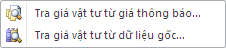 Tra giá vật tư từ giá thông báo...
Tra giá vật tư từ dữ liệu gốc...